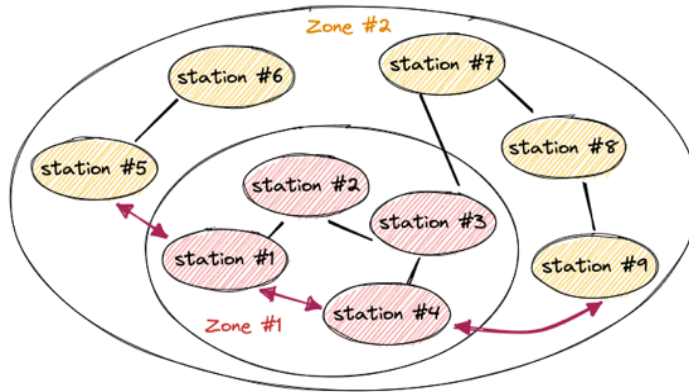 Zone #2
station #6
station #7
station #5
station #8
station #2
station #3
station #1
station #9
station #4
Zone #1